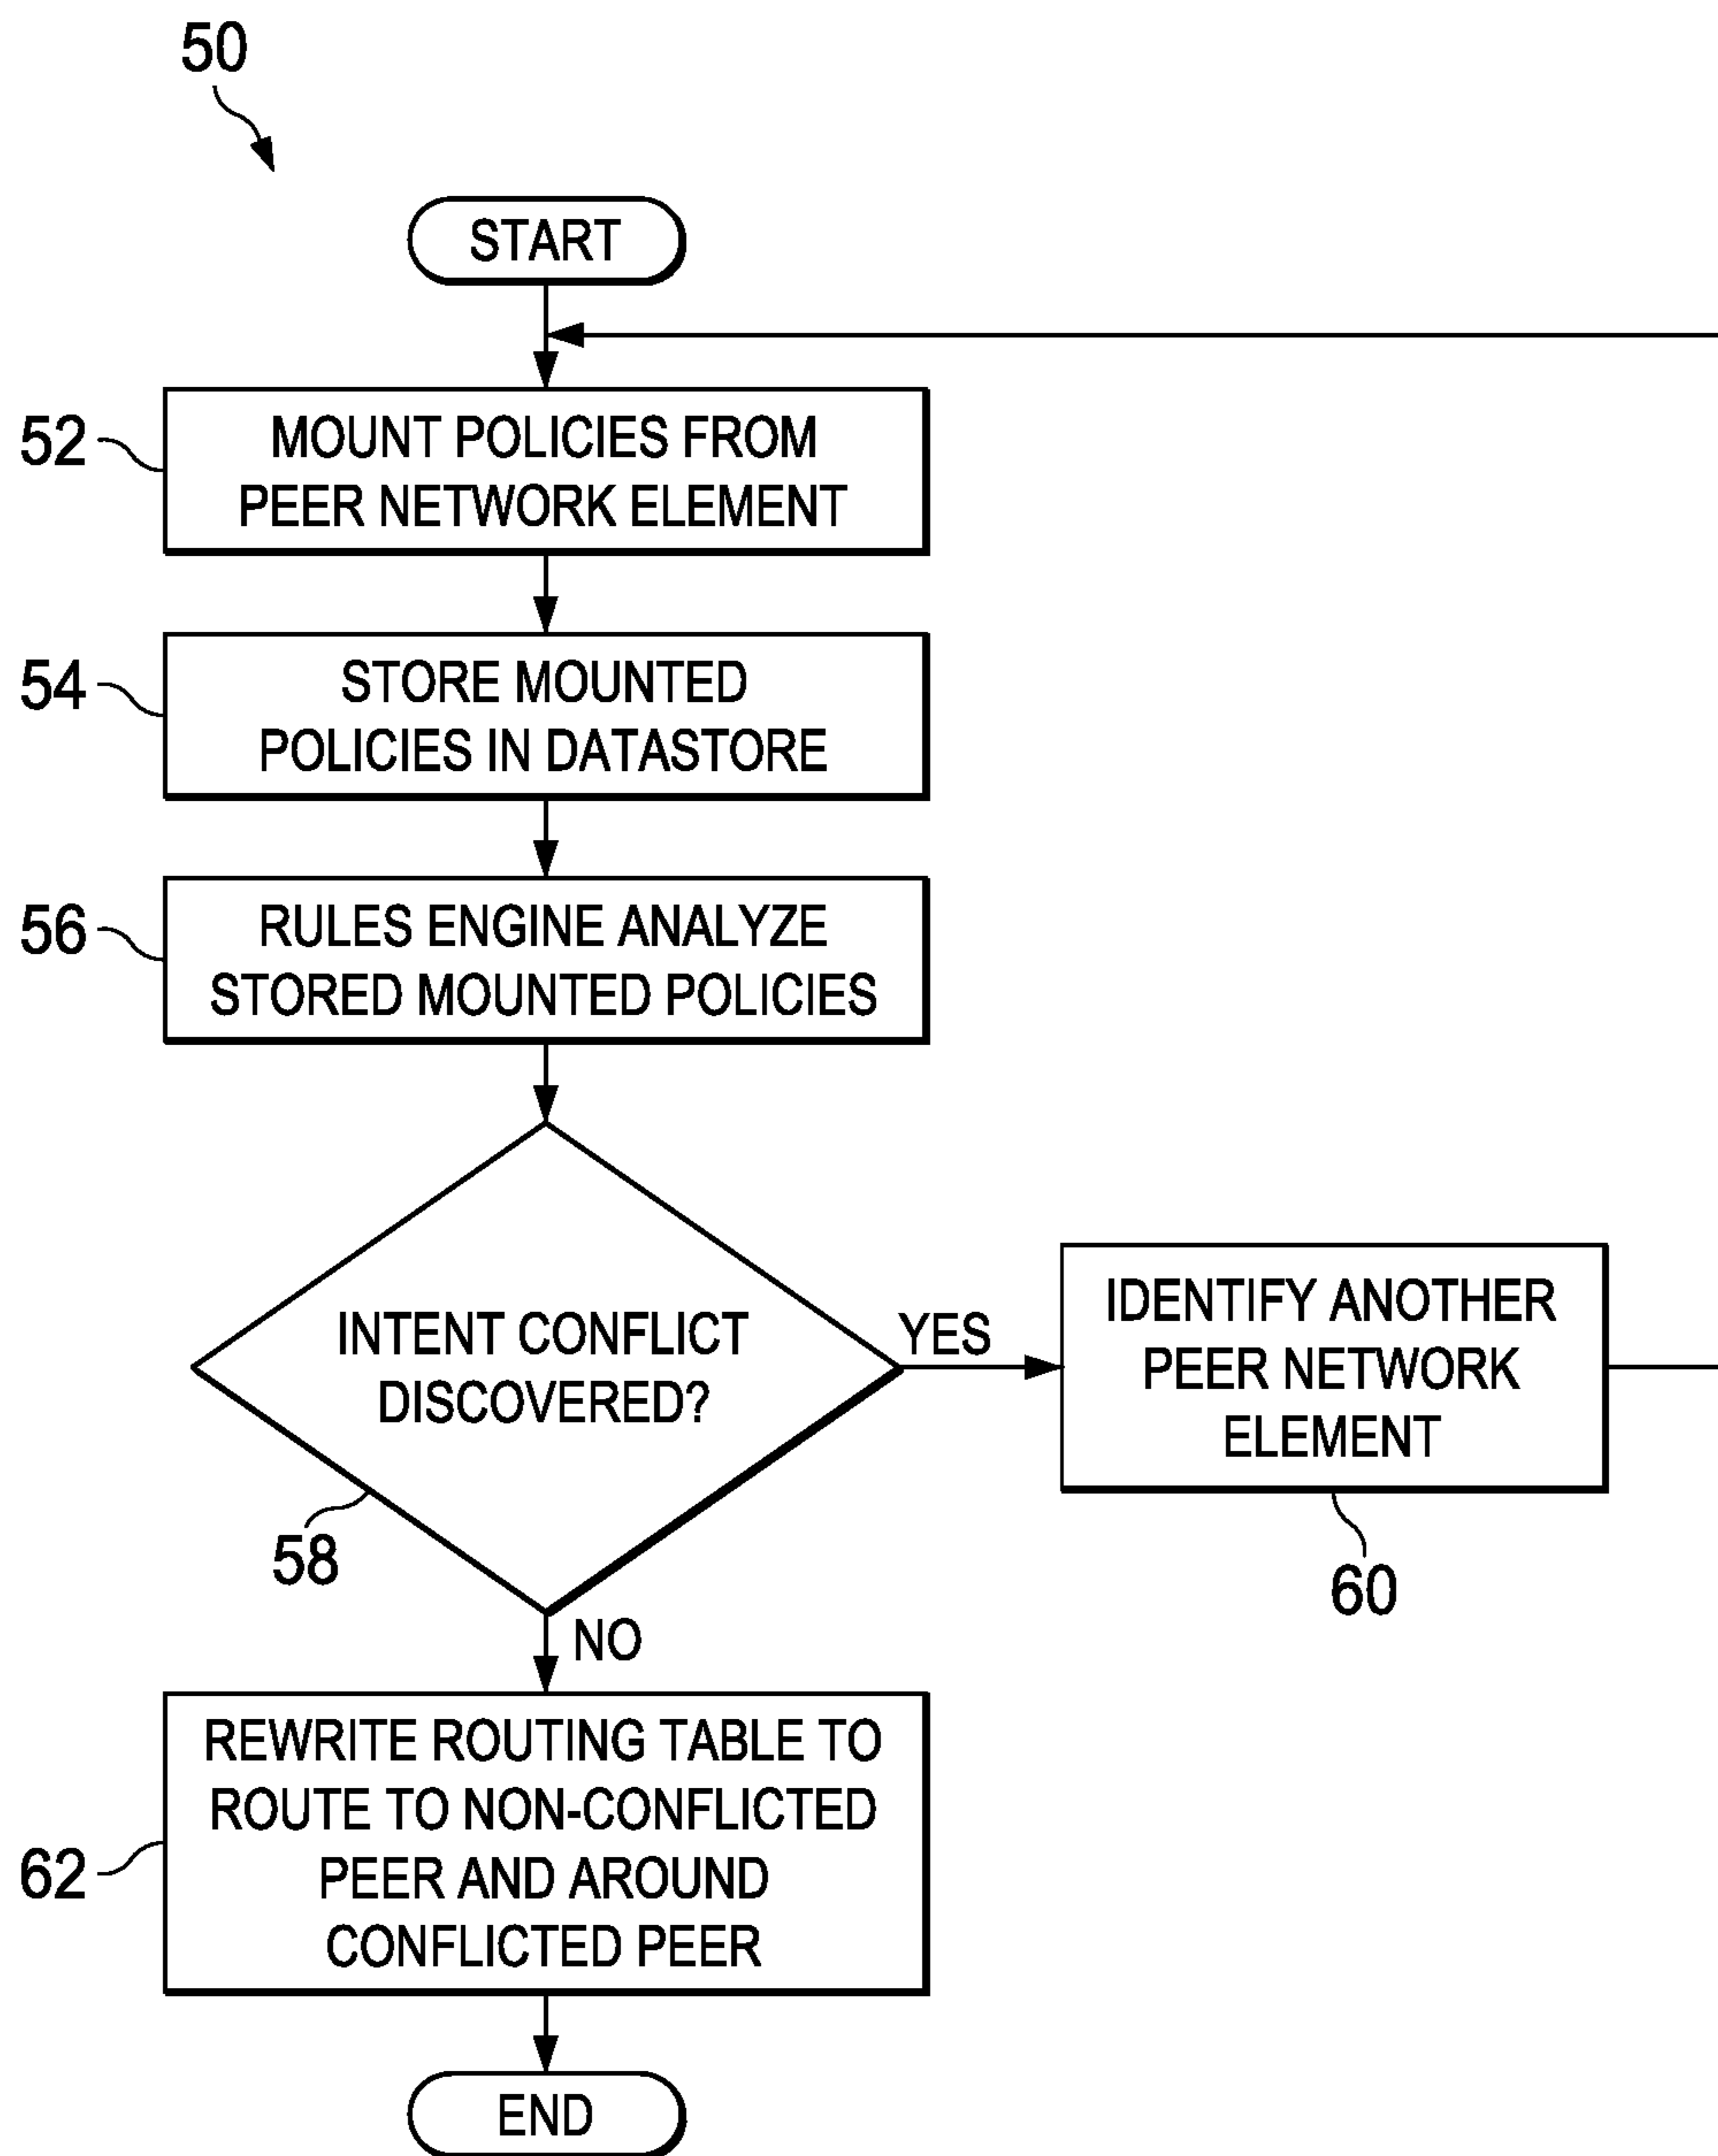 50
START
52
MOUNT POLICIES FROM
PEER NETWORK ELEMENT
54
STORE MOUNTED
POLICIES IN DATASTORE
56
RULES ENGINE ANALYZE
STORED MOUNTED POLICIES
INTENT CONFLICT
DISCOVERED?
58
YES
IDENTIFY ANOTHER
PEER NETWORK
ELEMENT
60
NO
62
REWRITE ROUTING TABLE TO
ROUTE TO NON-CONFLICTED
PEER AND AROUND
CONFLICTED PEER
END